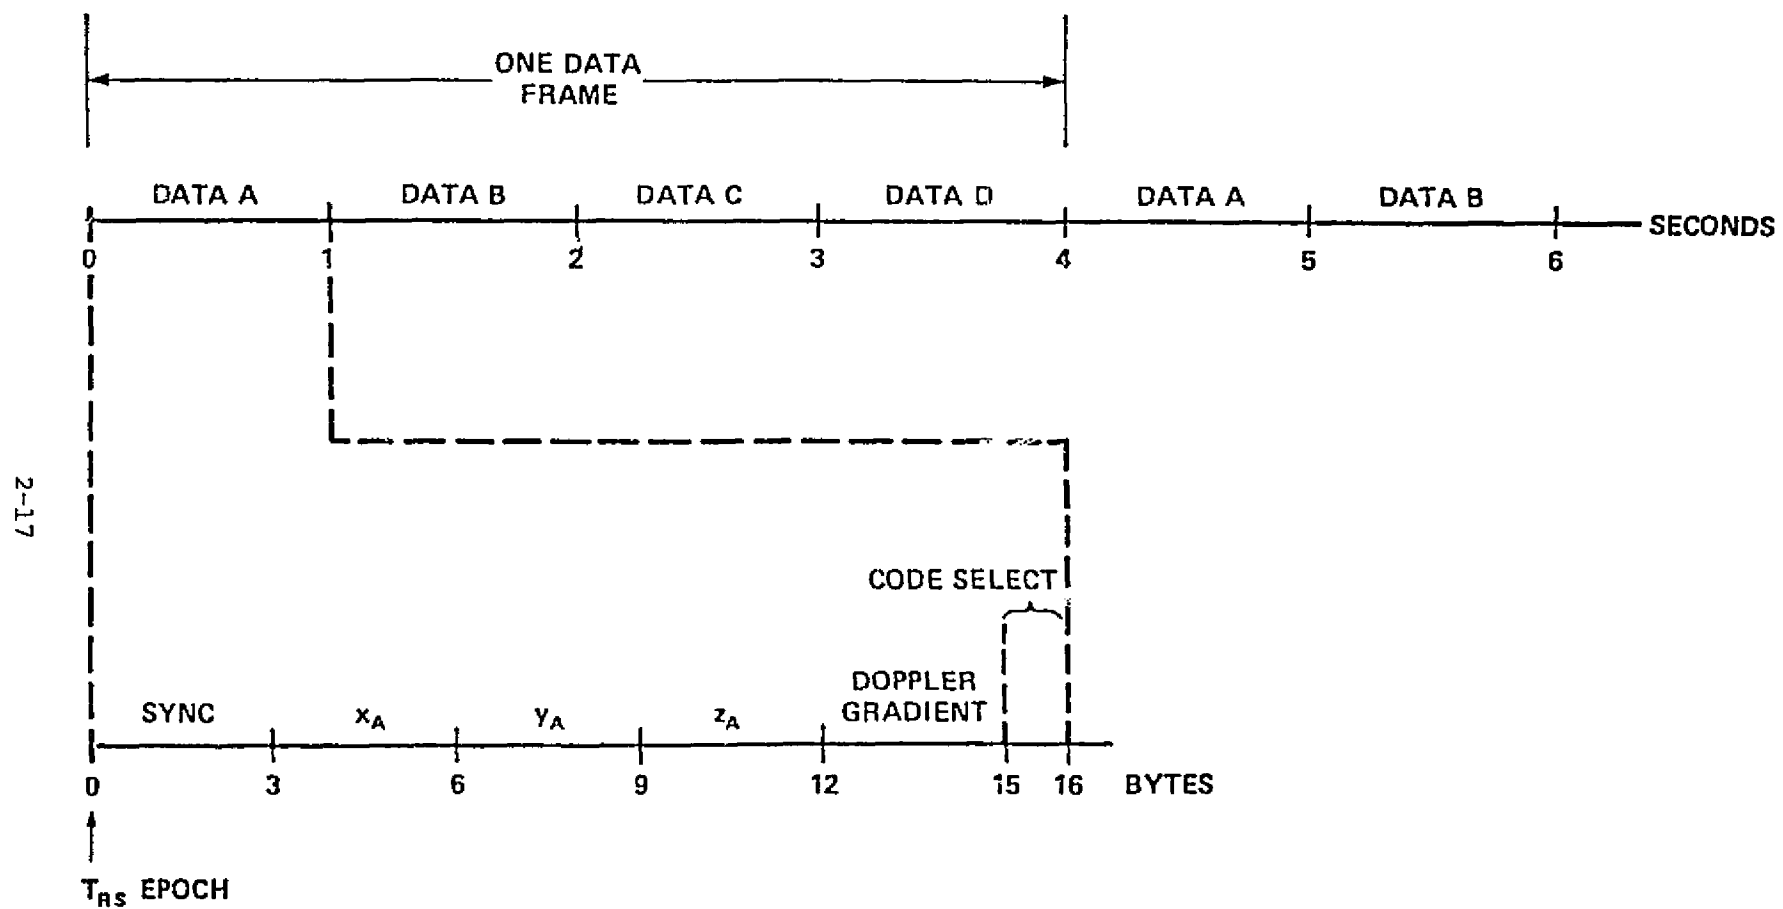 ONE DATA
FRAME
DATA A DATA B DATA C DATA D DATA A DATA B
SECONDS
0 1 2 3 4 5 6
2-17
CODE SELECT
DOPPLER
GRADIENT
SYNC xA yA zA
0 3 6 9 12 15 16 BYTES
TRS EPOCH